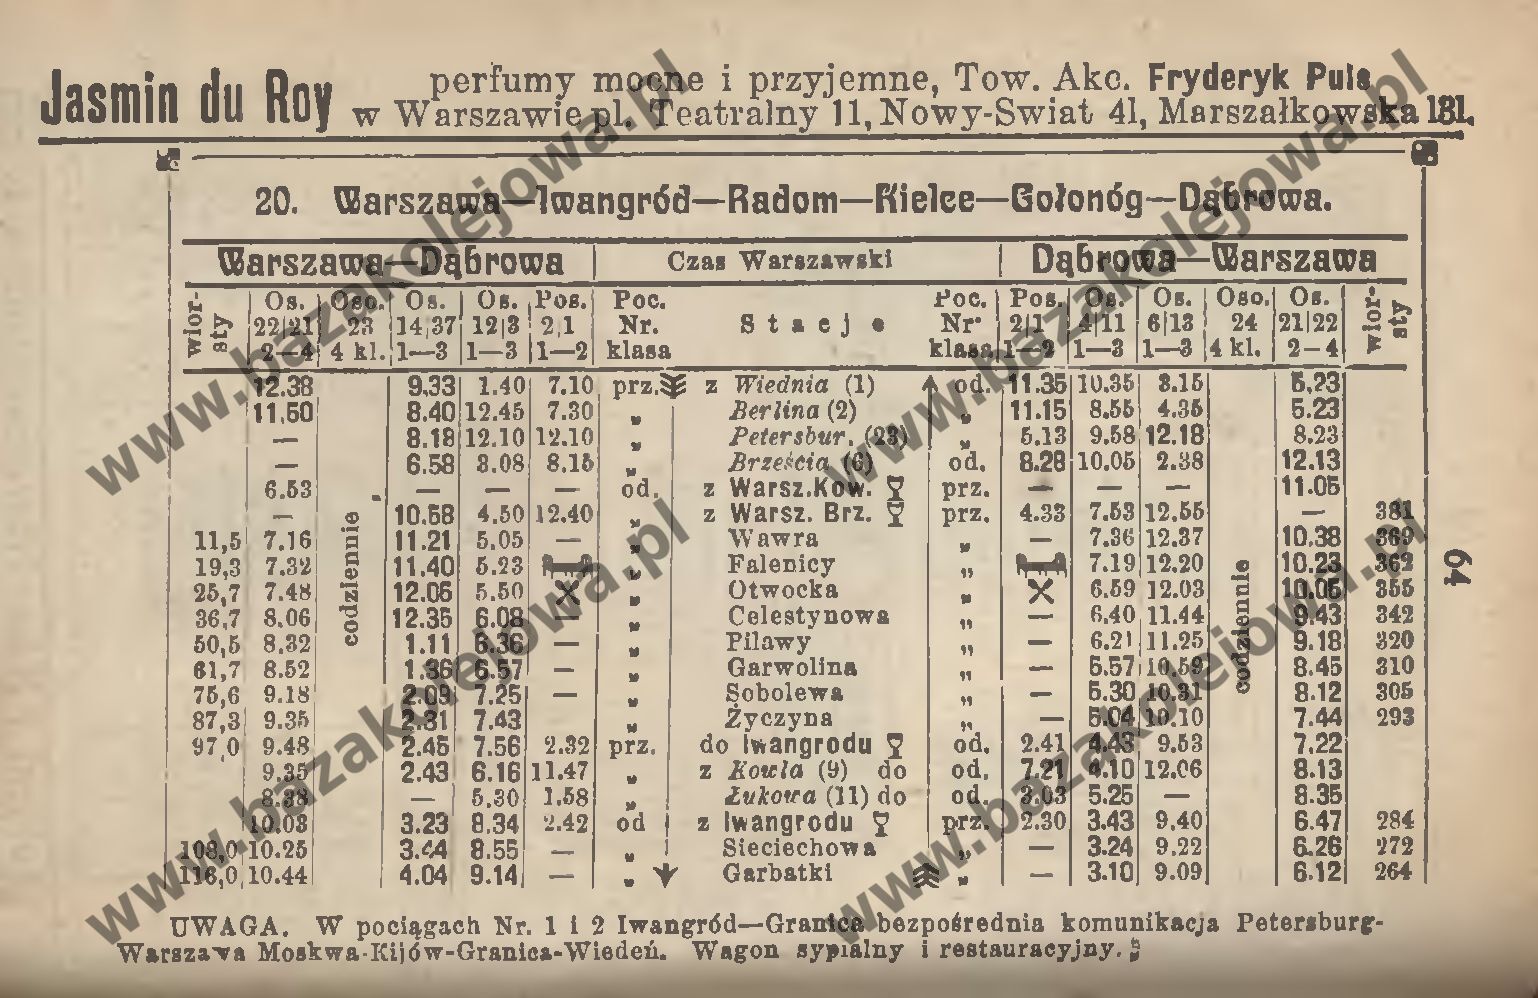 Jasmin du Roy perfumy mocne i przyjemne, Tow. Akc. Fryderyk Puls
w Warszawie pl. Teatralny 11, Nowy-Swiat 41, Marszałkowska 131.
20. Warszawa—Iwangród—Radom—Kielce—Gołonóg—Dąbrowa.
Warszawa—Dąbrowa Czas Warszawski Dąbrowa—Warszawa
wior-sty Os. Oso. Os. Os. Pos. Poc. Poc. Pos. Os. Os. Oso. Os. wior-sty
22|21 23 14|37 12|3 2|1 Nr. Stacje Nr. 2|1 4|11 6|13 24 21|22
2—4 4 kl. 1—3 1—3 1—2 klasa klasa 1—2 1—3 1—3 4 kl. 2-4
12.38 9.33 1.40 7.10 prz. z Wiednia (1) od. 11.35 10.35 8.15 5,23
11,50 8.40 12.45 7.30 „ Berlina (2) „ 11.15 8.55 4.35 5.23
— 8.18 12.10 12.10 „ Petersbur. (23) „ 5.13 9.58 12.18 8.23
— 6.58 8.08 8.15 „ Brześcia (6) od. 8.28 10.05 2.38 12.13
6.53 — — — od. z Warsz.Kow. prz. — — — 11.05
— 10.58 4.50 12.40 „ z Warsz. Brz. prz. 4.33 7.53 12.55 — 381
11,5 7.16 11.21 5.05 — „ Wawra „ — 7.36 12.37 10.38 369
19,3 7.32 11.40 5.23 „ Falenicy „ 7.19 12.20 10.23 362
25,7 7.48 12.06 5.50 „ Otwocka „ 6.59 12.03 10.05 355
36,7 8.06 12.35 6.08 — „ Celestynowa „ — 6.40 11.44 9.43 342
50,5 8.32 1.11 6.36 — „ Pilawy „ — 6.21 11.25 9.18 320
61,7 8.52 1.36 6.57 — „ Garwolina „ — 5.57 10.59 8.45 310
75,6 9.18 2.09 7.25 — „ Sobolewa „ — 5.30 10.31 8.12 305
87,3 9.35 2.31 7.43 „ Życzyna „ — 5.04 10.10 7.44 293
97,0 9.48 2.45 7.56 2.32 prz. do Iwangrodu od. 2.41 4.43 9.53 7.22
9.35 2.43 6.16 11.47 „ z Kowla (9) do od. 7.21 4.10 12.06 8.13
8.38 — 5.30 1.58 „ Łukowa (11) do od. 3.03 5.25 — 8.35
10.03 3.23 8.34 2.42 od z Iwangrodu prz. 2.30 3.43 9.40 6.47 284
108,0 10.25 3.44 8.55 — „ Sieciechowa „ — 3.24 9.22 6.26 272
116,0 10.44 4.04 9.14 — „ Garbatki „ — 3.10 9.09 6.12 264
codziennie
codziennie
64
UWAGA. W pociągach Nr. 1 i 2 Iwangród—Granica bezpośrednia komunikacja Petersburg-
Warszawa Moskwa-Kijów-Granica-Wiedeń. Wagon sypialny i restauracyjny.
www.bazakolejowa.pl
www.bazakolejowa.pl
www.bazakolejowa.pl
www.bazakolejowa.pl